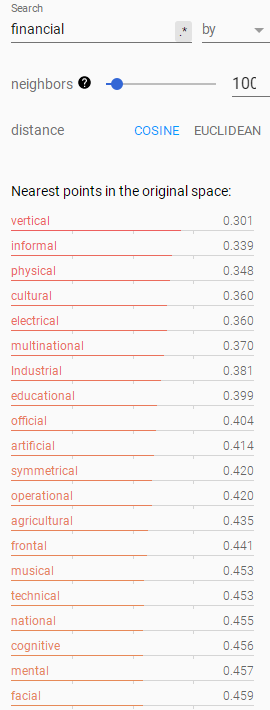 Search
financial .* by
neighbors ? 100
distance COSINE EUCLIDEAN
Nearest points in the original space:
vertical 0.301
informal 0.339
physical 0.348
cultural 0.360
electrical 0.360
multinational 0.370
Industrial 0.381
educational 0.399
official 0.404
artificial 0.414
symmetrical 0.420
operational 0.420
agricultural 0.435
frontal 0.441
musical 0.453
technical 0.453
national 0.455
cognitive 0.456
mental 0.457
facial 0.459